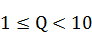 1 ≤ Q < 10